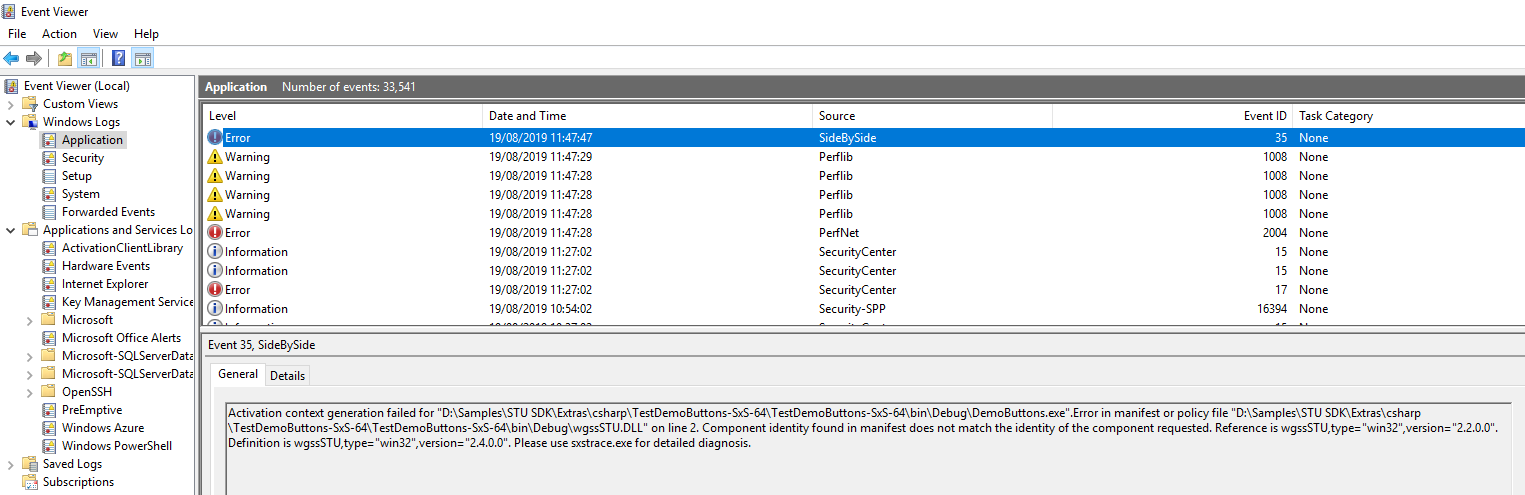 Event Viewer
File Action View Help
Event Viewer (Local)
Custom Views
Windows Logs
Application
Security
Setup
System
Forwarded Events
Applications and Services Lo
ActivationClientLibrary
Hardware Events
Internet Explorer
Key Management Service
Microsoft
Microsoft Office Alerts
Microsoft-SQLServerData
Microsoft-SQLServerData
OpenSSH
PreEmptive
Windows Azure
Windows PowerShell
Saved Logs
Subscriptions
Application Number of events: 33,541
Level Date and Time Source Event ID Task Category
Error 19/08/2019 11:47:47 SideBySide 35 None
Warning 19/08/2019 11:47:29 Perflib 1008 None
Warning 19/08/2019 11:47:28 Perflib 1008 None
Warning 19/08/2019 11:47:28 Perflib 1008 None
Warning 19/08/2019 11:47:28 Perflib 1008 None
Error 19/08/2019 11:47:28 PerfNet 2004 None
Information 19/08/2019 11:27:02 SecurityCenter 15 None
Information 19/08/2019 11:27:02 SecurityCenter 15 None
Error 19/08/2019 11:27:02 SecurityCenter 17 None
Information 19/08/2019 10:54:02 Security-SPP 16394 None
Event 35, SideBySide
General Details
Activation context generation failed for "D:\Samples\STU SDK\Extras\csharp\TestDemoButtons-SxS-64\TestDemoButtons-SxS-64\bin\Debug\DemoButtons.exe".Error in manifest or policy file "D:\Samples\STU SDK\Extras\csharp
\TestDemoButtons-SxS-64\TestDemoButtons-SxS-64\bin\Debug\wgssSTU.DLL" on line 2. Component identity found in manifest does not match the identity of the component requested. Reference is wgssSTU,type="win32",version="2.2.0.0".
Definition is wgssSTU,type="win32",version="2.4.0.0". Please use sxstrace.exe for detailed diagnosis.